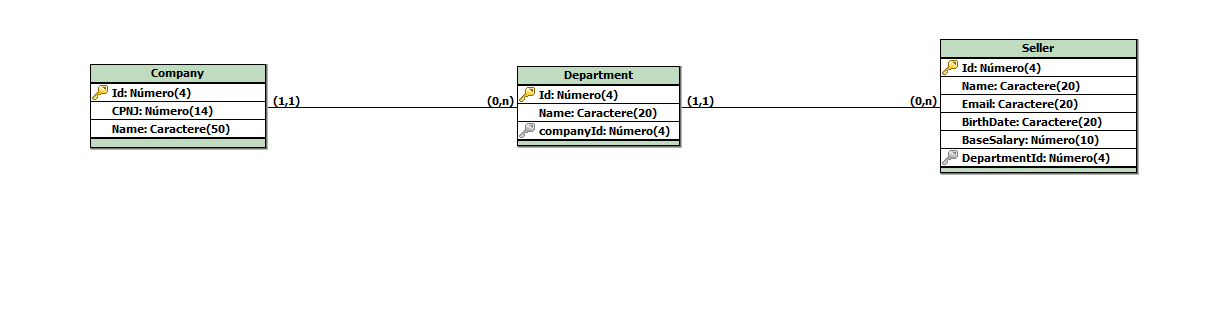 Company
Id: Número(4)
CPNJ: Número(14)
Name: Caractere(50)
(1,1)
(0,n)
Department
Id: Número(4)
Name: Caractere(20)
companyId: Número(4)
(1,1)
(0,n)
Seller
Id: Número(4)
Name: Caractere(20)
Email: Caractere(20)
BirthDate: Caractere(20)
BaseSalary: Número(10)
DepartmentId: Número(4)